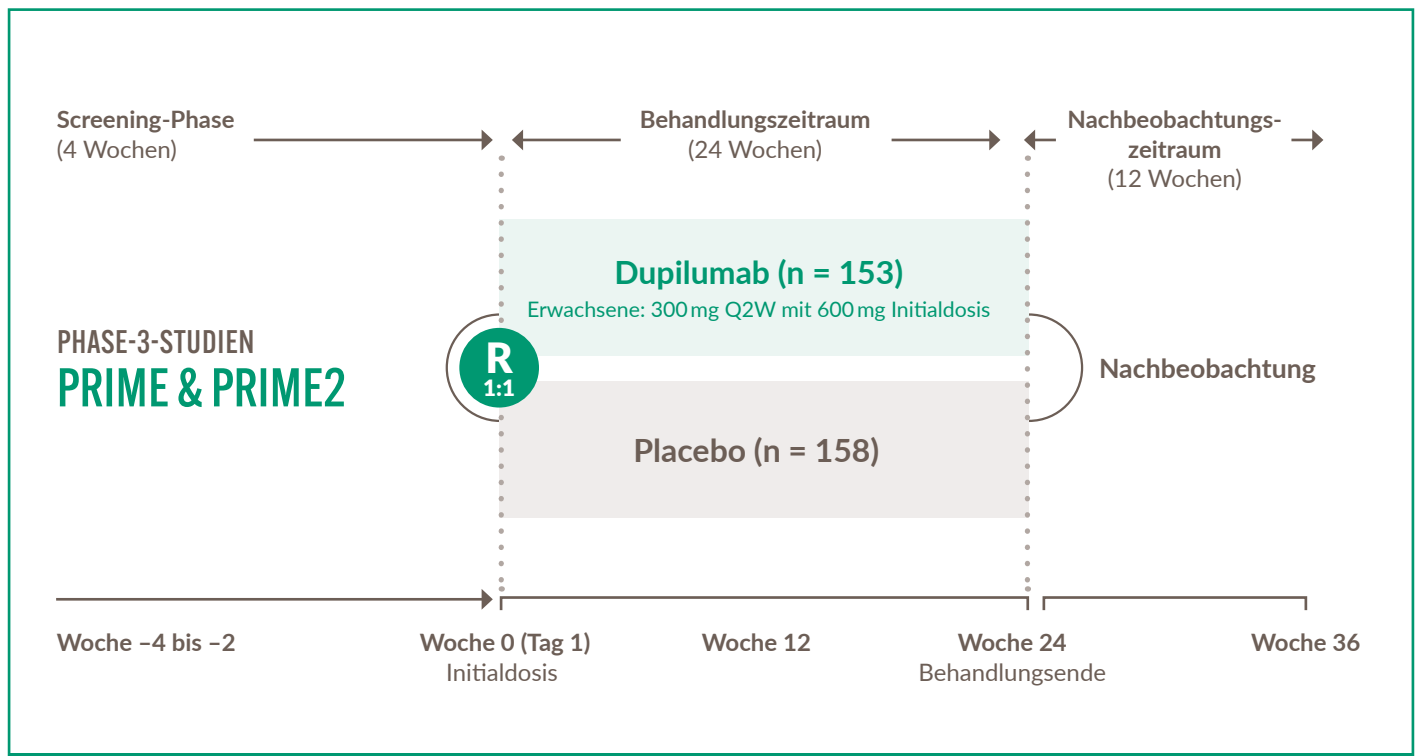 Screening-Phase
(4 Wochen)
Behandlungszeitraum
(24 Wochen)
Nachbeobachtungs-
zeitraum
(12 Wochen)
Dupilumab (n = 153)
Erwachsene: 300 mg Q2W mit 600 mg Initialdosis
PHASE-3-STUDIEN
PRIME & PRIME2
R
1:1
Nachbeobachtung
Placebo (n = 158)
Woche –4 bis –2
Woche 0 (Tag 1)
Initialdosis
Woche 12
Woche 24
Behandlungsende
Woche 36